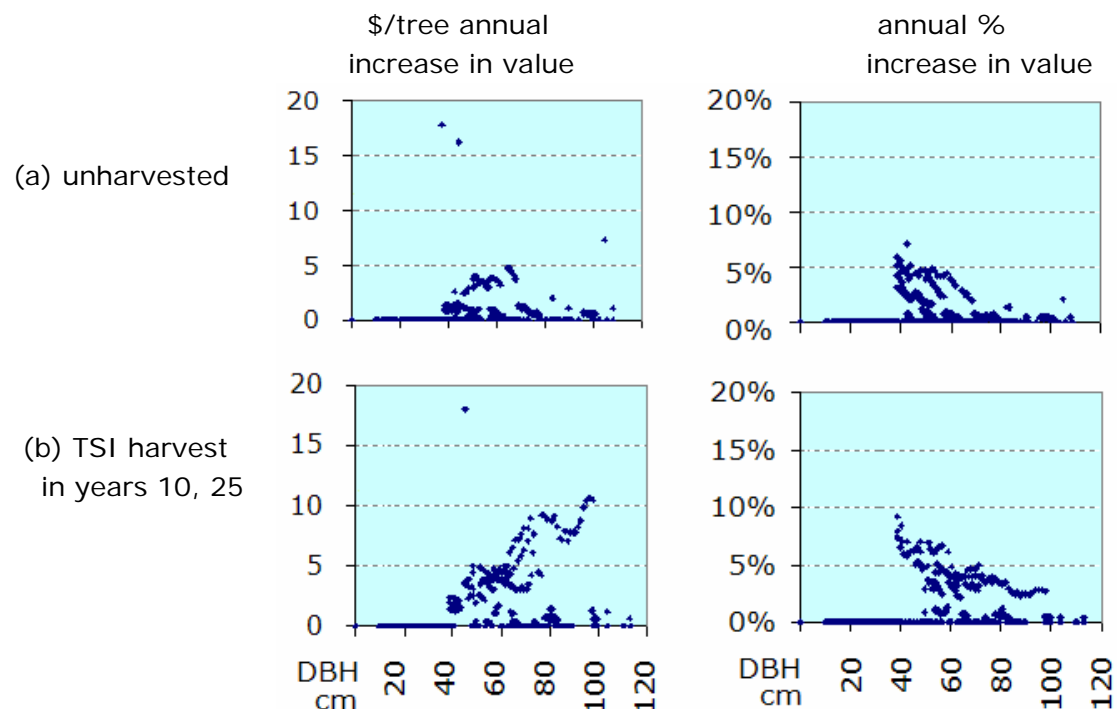 $/tree annual
increase in value
annual %
increase in value
(a) unharvested
20
15
10
5
0
20%
15%
10%
5%
0%
(b) TSI harvest
in years 10, 25
20
15
10
5
0
20%
15%
10%
5%
0%
DBH
cm
20
40
60
80
100
120
DBH
cm
20
40
60
80
100
120